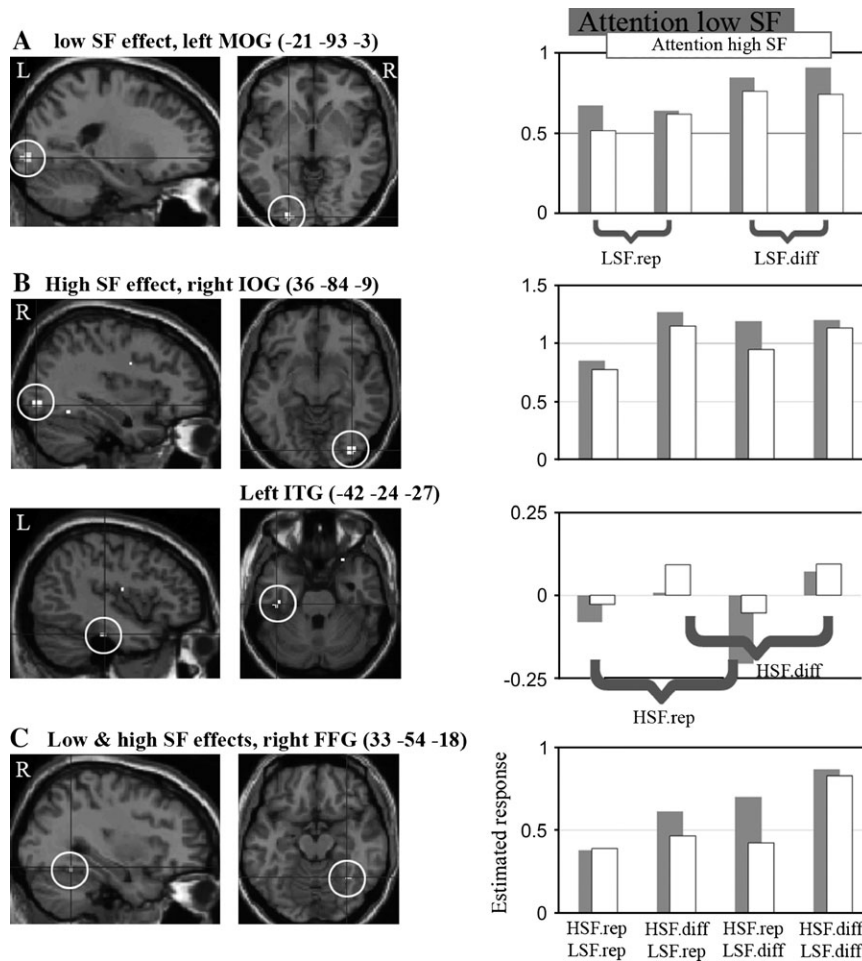 A low SF effect, left MOG (-21 -93 -3)
L
R
Attention low SF
Attention high SF
1
0.5
0
LSF.rep LSF.diff
B High SF effect, right IOG (36 -84 -9)
R
1.5
1
0.5
0
Left ITG (-42 -24 -27)
L
0.25
0
-0.25
HSF.diff
HSF.rep
C Low & high SF effects, right FFG (33 -54 -18)
R
Estimated response
1
0.5
0
HSF.rep HSF.diff HSF.rep HSF.diff
LSF.rep LSF.rep LSF.diff LSF.diff